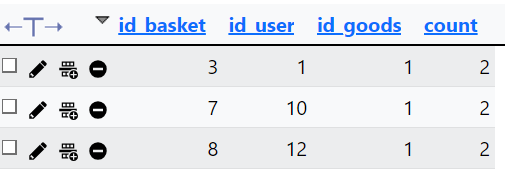 id_basket id_user id_goods count
3 1 1 2
7 10 1 2
8 12 1 2